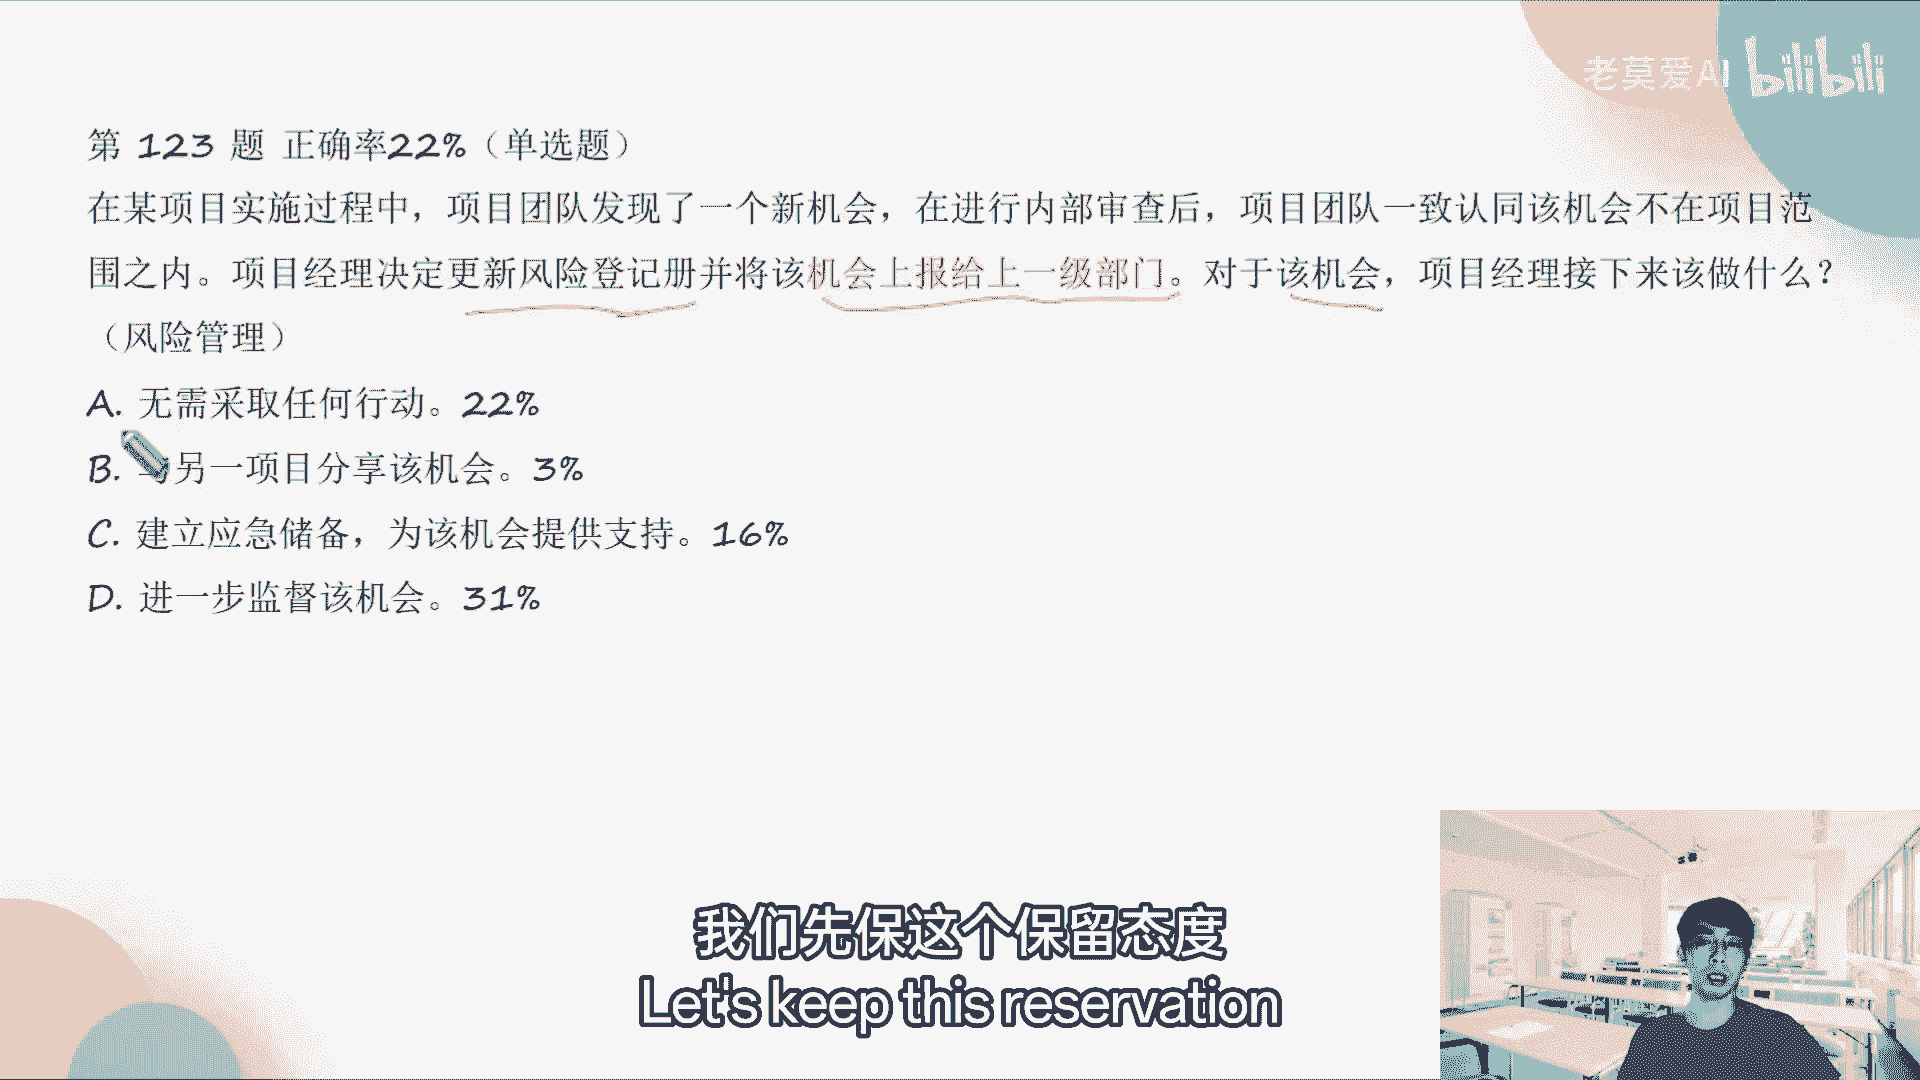 老莫爱AI bilibili
第 123 题 正确率22%（单选题）
在某项目实施过程中，项目团队发现了一个新机会，在进行内部审查后，项目团队一致认同该机会不在项目范
围之内。项目经理决定更新风险登记册并将该机会上报给上一级部门。对于该机会，项目经理接下来该做什么？
（风险管理）
A. 无需采取任何行动。22%
B. 另一项目分享该机会。3%
C. 建立应急储备，为该机会提供支持。16%
D. 进一步监督该机会。31%
我们先保这个保留态度
Let's keep this reservation